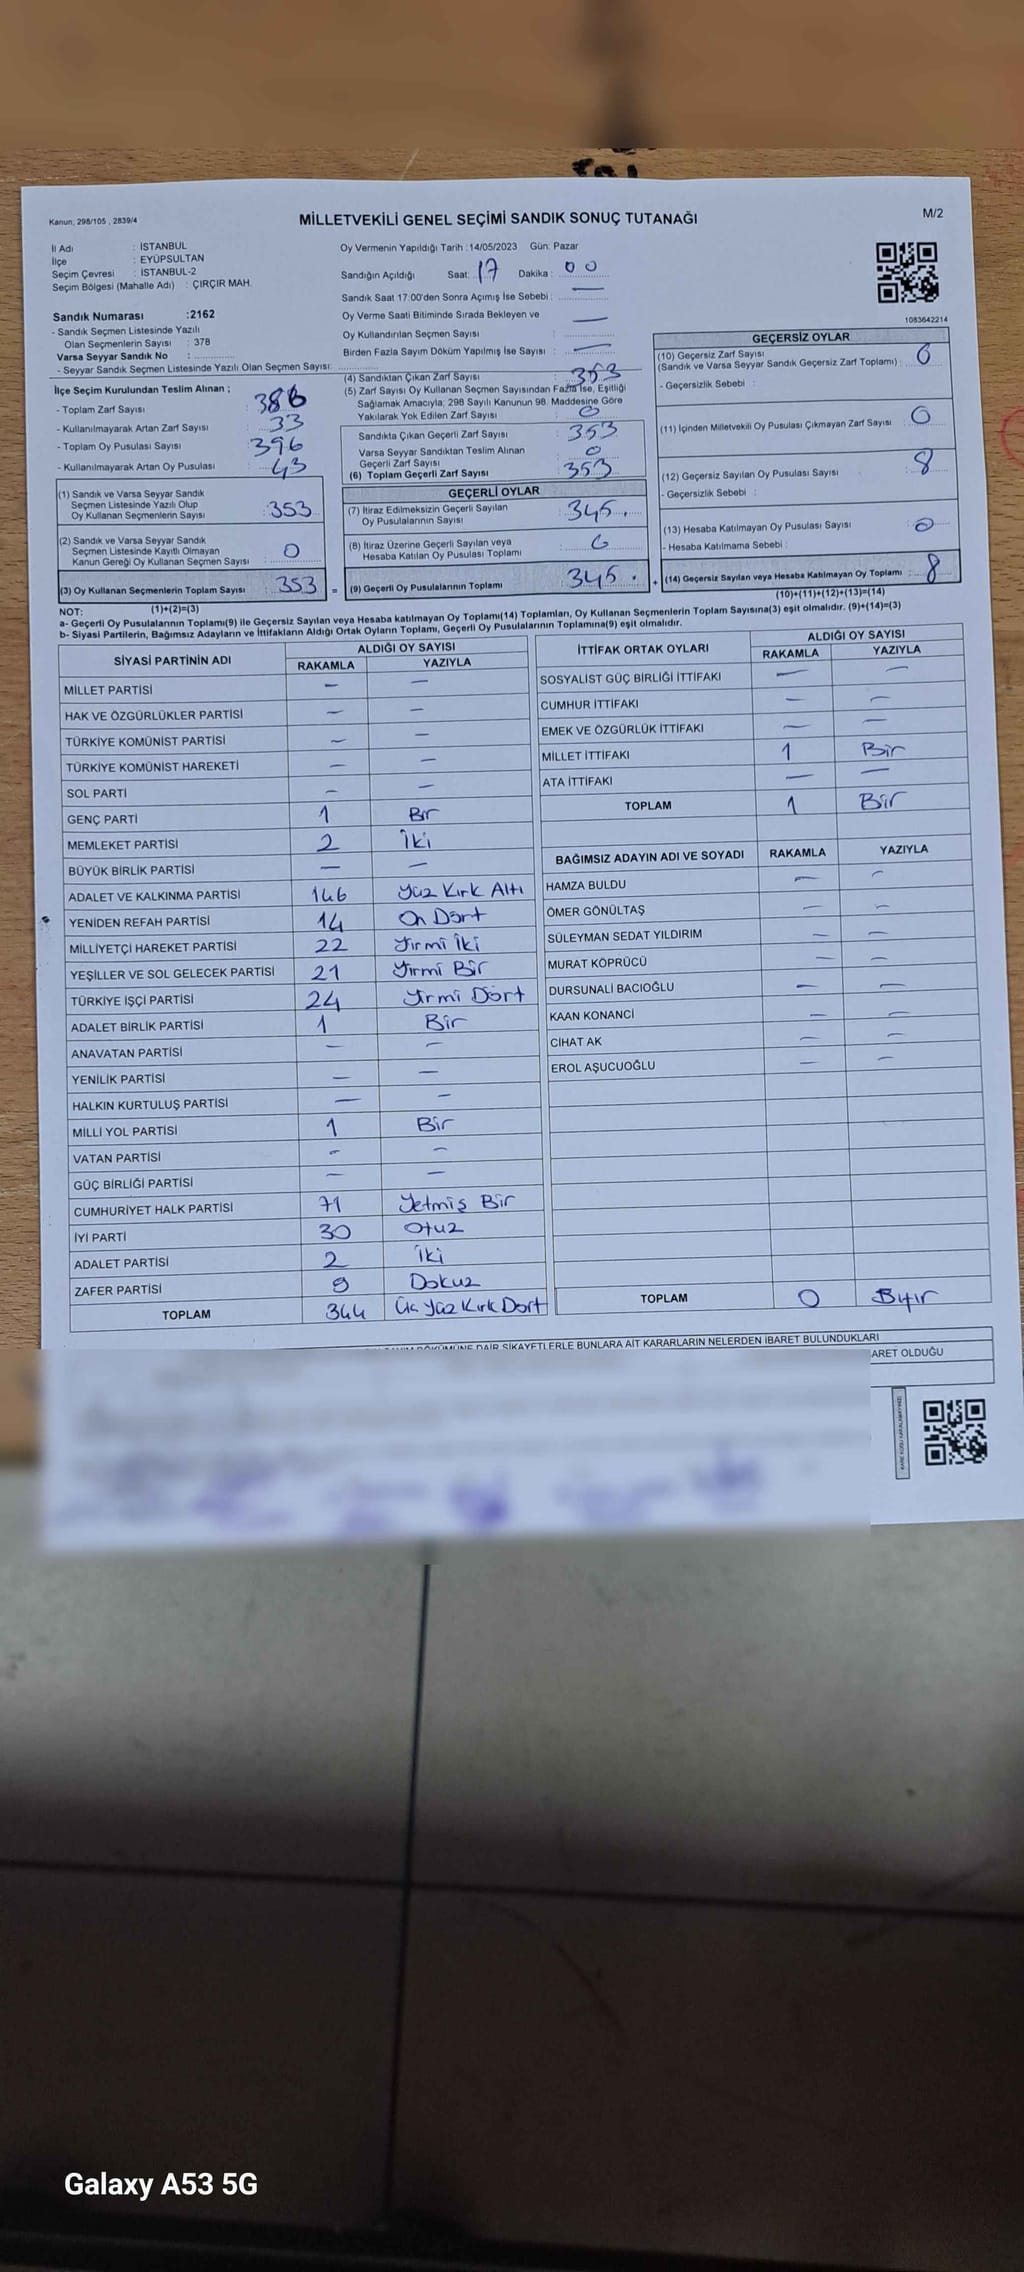 Kanun; 298/105 , 2839/4
MİLLETVEKİLİ GENEL SEÇİMİ SANDIK SONUÇ TUTANAĞI
M/2
İl Adı : İSTANBUL
İlçe : EYÜPSULTAN
Seçim Çevresi : İSTANBUL-2
Seçim Bölgesi (Mahalle Adı) : ÇIRÇIR MAH.
Oy Vermenin Yapıldığı Tarih :14/05/2023 Gün: Pazar
Sandığın Açıldığı Saat: 17 Dakika : 00
Sandık Saat 17:00'den Sonra Açımış İse Sebebi : —
Oy Verme Saati Bitiminde Sırada Bekleyen ve
Oy Kullandırılan Seçmen Sayısı : —
Birden Fazla Sayım Döküm Yapılmış İse Sayısı : —
1083642214
Sandık Numarası :2162
- Sandık Seçmen Listesinde Yazılı
Olan Seçmenlerin Sayısı : 378
Varsa Seyyar Sandık No :
- Seyyar Sandık Seçmen Listesinde Yazılı Olan Seçmen Sayısı:
İlçe Seçim Kurulundan Teslim Alınan ;
- Toplam Zarf Sayısı : 386
- Kullanılmayarak Artan Zarf Sayısı : 33
- Toplam Oy Pusulası Sayısı : 396
- Kullanılmayarak Artan Oy Pusulası : 43
(1) Sandık ve Varsa Seyyar Sandık
Seçmen Listesinde Yazılı Olup
Oy Kullanan Seçmenlerin Sayısı : 353
(2) Sandık ve Varsa Seyyar Sandık
Seçmen Listesinde Kayıtlı Olmayan
Kanun Gereği Oy Kullanan Seçmen Sayısı : 0
(3) Oy Kullanan Seçmenlerin Toplam Sayısı : 353
(1)+(2)=(3)
(4) Sandıktan Çıkan Zarf Sayısı : 353
(5) Zarf Sayısı Oy Kullanan Seçmen Sayısından Fazla İse, Eşitliği
Sağlamak Amacıyla; 298 Sayılı Kanunun 98. Maddesine Göre
Yakılarak Yok Edilen Zarf Sayısı : 0
Sandıkta Çıkan Geçerli Zarf Sayısı : 353
Varsa Seyyar Sandıktan Teslim Alınan
Geçerli Zarf Sayısı : 0
(6) Toplam Geçerli Zarf Sayısı : 353
GEÇERLİ OYLAR
(7) İtiraz Edilmeksizin Geçerli Sayılan
Oy Pusulalarının Sayısı : 345.
(8) İtiraz Üzerine Geçerli Sayılan veya
Hesaba Katılan Oy Pusulası Toplamı : 0
= (9) Geçerli Oy Pusulalarının Toplamı : 345.
GEÇERSİZ OYLAR
(10) Geçersiz Zarf Sayısı
(Sandık ve Varsa Seyyar Sandık Geçersiz Zarf Toplamı) : 0
- Geçersizlik Sebebi :
(11) İçinden Milletvekili Oy Pusulası Çıkmayan Zarf Sayısı : 0
(12) Geçersiz Sayılan Oy Pusulası Sayısı : 8
- Geçersizlik Sebebi :
(13) Hesaba Katılmayan Oy Pusulası Sayısı : 0
- Hesaba Katılmama Sebebi :
+ (14) Geçersiz Sayılan veya Hesaba Katılmayan Oy Toplamı : 8
(10)+(11)+(12)+(13)=(14)
NOT:
a- Geçerli Oy Pusulalarının Toplamı(9) ile Geçersiz Sayılan veya Hesaba katılmayan Oy Toplamı(14) Toplamları, Oy Kullanan Seçmenlerin Toplam Sayısına(3) eşit olmalıdır. (9)+(14)=(3)
b- Siyasi Partilerin, Bağımsız Adayların ve İttifakların Aldığı Ortak Oyların Toplamı, Geçerli Oy Pusulalarının Toplamına(9) eşit olmalıdır.
SİYASİ PARTİNİN ADI ALDIĞI OY SAYISI
RAKAMLA YAZIYLA
MİLLET PARTİSİ — —
HAK VE ÖZGÜRLÜKLER PARTİSİ — —
TÜRKİYE KOMÜNİST PARTİSİ — —
TÜRKİYE KOMÜNİST HAREKETİ — —
SOL PARTİ — —
GENÇ PARTİ 1 Bir
MEMLEKET PARTİSİ 2 İki
BÜYÜK BİRLİK PARTİSİ — —
ADALET VE KALKINMA PARTİSİ 146 Yüz Kırk Altı
YENİDEN REFAH PARTİSİ 14 On Dört
MİLLİYETÇİ HAREKET PARTİSİ 22 Yirmi İki
YEŞİLLER VE SOL GELECEK PARTİSİ 21 Yirmi Bir
TÜRKİYE İŞÇİ PARTİSİ 24 Yirmi Dört
ADALET BİRLİK PARTİSİ 1 Bir
ANAVATAN PARTİSİ — —
YENİLİK PARTİSİ — —
HALKIN KURTULUŞ PARTİSİ — —
MİLLİ YOL PARTİSİ 1 Bir
VATAN PARTİSİ — —
GÜÇ BİRLİĞİ PARTİSİ — —
CUMHURİYET HALK PARTİSİ 71 Yetmiş Bir
İYİ PARTİ 30 Otuz
ADALET PARTİSİ 2 İki
ZAFER PARTİSİ 9 Dokuz
TOPLAM 344 Üç Yüz Kırk Dört
İTTİFAK ORTAK OYLARI ALDIĞI OY SAYISI
RAKAMLA YAZIYLA
SOSYALİST GÜÇ BİRLİĞİ İTTİFAKI — —
CUMHUR İTTİFAKI — —
EMEK VE ÖZGÜRLÜK İTTİFAKI — —
MİLLET İTTİFAKI 1 Bir
ATA İTTİFAKI — —
TOPLAM 1 Bir
BAĞIMSIZ ADAYIN ADI VE SOYADI RAKAMLA YAZIYLA
HAMZA BULDU — —
ÖMER GÖNÜLTAŞ — —
SÜLEYMAN SEDAT YILDIRIM — —
MURAT KÖPRÜCÜ — —
DURSUNALİ BACIOĞLU — —
KAAN KONANCİ — —
CİHAT AK — —
EROL AŞUCUOĞLU — —
TOPLAM 0
DAİR ŞİKAYETLERLE BUNLARA AİT KARARLARIN NELERDEN İBARET BULUNDUKLARI
ARET OLDUĞU
Galaxy A53 5G